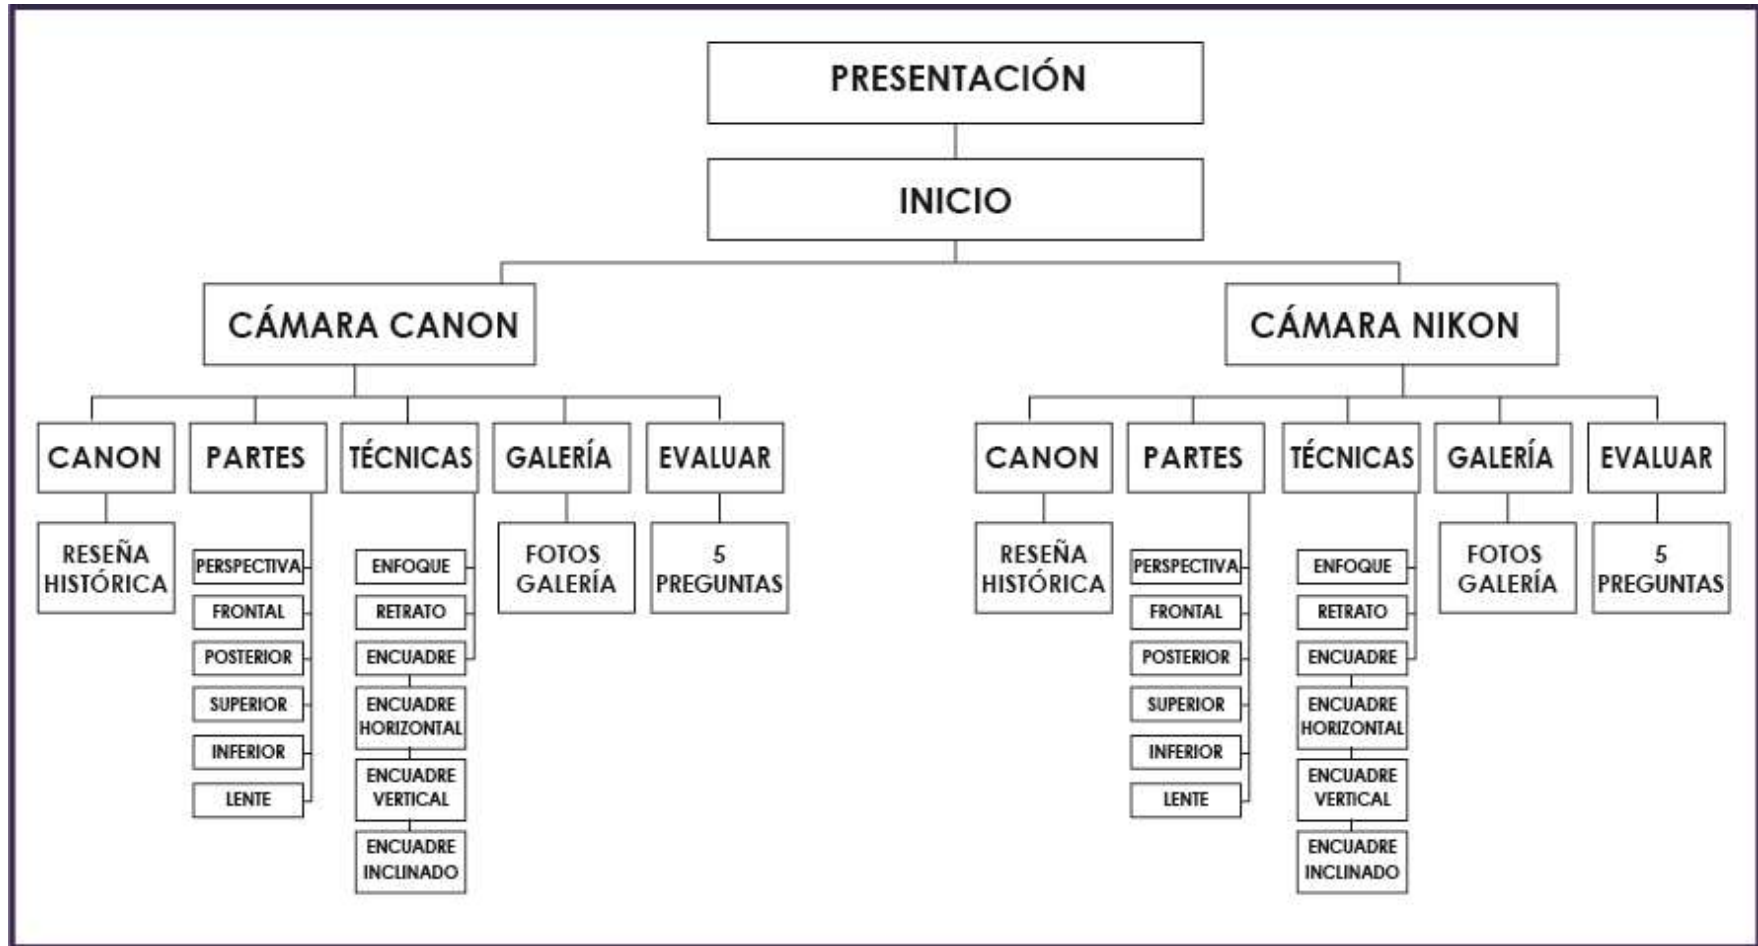 PRESENTACIÓN
INICIO
CÁMARA CANON
CÁMARA NIKON
CANON
PARTES
TÉCNICAS
GALERÍA
EVALUAR
RESEÑA
HISTÓRICA
PERSPECTIVA
FRONTAL
POSTERIOR
SUPERIOR
INFERIOR
LENTE
ENFOQUE
RETRATO
ENCUADRE
ENCUADRE
HORIZONTAL
ENCUADRE
VERTICAL
ENCUADRE
INCLINADO
FOTOS
GALERÍA
5
PREGUNTAS
CANON
PARTES
TÉCNICAS
GALERÍA
EVALUAR
RESEÑA
HISTÓRICA
PERSPECTIVA
FRONTAL
POSTERIOR
SUPERIOR
INFERIOR
LENTE
ENFOQUE
RETRATO
ENCUADRE
ENCUADRE
HORIZONTAL
ENCUADRE
VERTICAL
ENCUADRE
INCLINADO
FOTOS
GALERÍA
5
PREGUNTAS